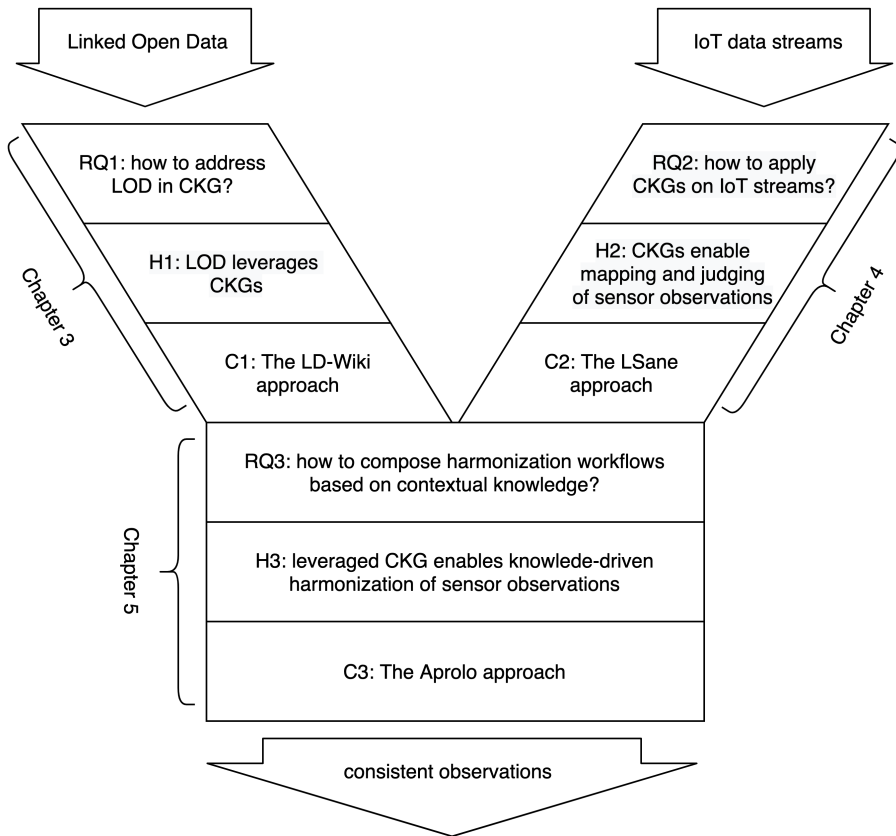 Linked Open Data
IoT data streams
RQ1: how to address
LOD in CKG?
H1: LOD leverages
CKGs
C1: The LD-Wiki
approach
Chapter 3
RQ2: how to apply
CKGs on IoT streams?
H2: CKGs enable
mapping and judging
of sensor observations
C2: The LSane
approach
Chapter 4
RQ3: how to compose harmonization workflows
based on contextual knowledge?
H3: leveraged CKG enables knowlede-driven
harmonization of sensor observations
C3: The Aprolo approach
Chapter 5
consistent observations